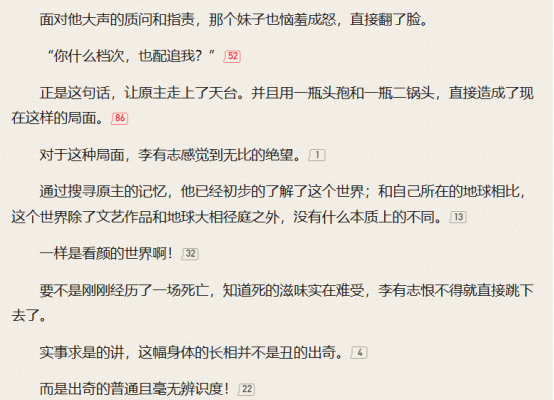 面对他大声的质问和指责，那个妹子也恼羞成怒，直接翻了脸。
“你什么档次，也配追我？” 52
正是这句话，让原主走上了天台。并且用一瓶头孢和一瓶二锅头，直接造成了现
在这样的局面。 86
对于这种局面，李有志感觉到无比的绝望。 1
通过搜寻原主的记忆，他已经初步的了解了这个世界；和自己所在的地球相比，
这个世界除了文艺作品和地球大相径庭之外，没有什么本质上的不同。 13
一样是看颜的世界啊！ 32
要不是刚刚经历了一场死亡，知道死的滋味实在难受，李有志恨不得就直接跳下
去了。
实事求是的讲，这幅身体的长相并不是丑的出奇。 4
而是出奇的普通且毫无辨识度！ 22